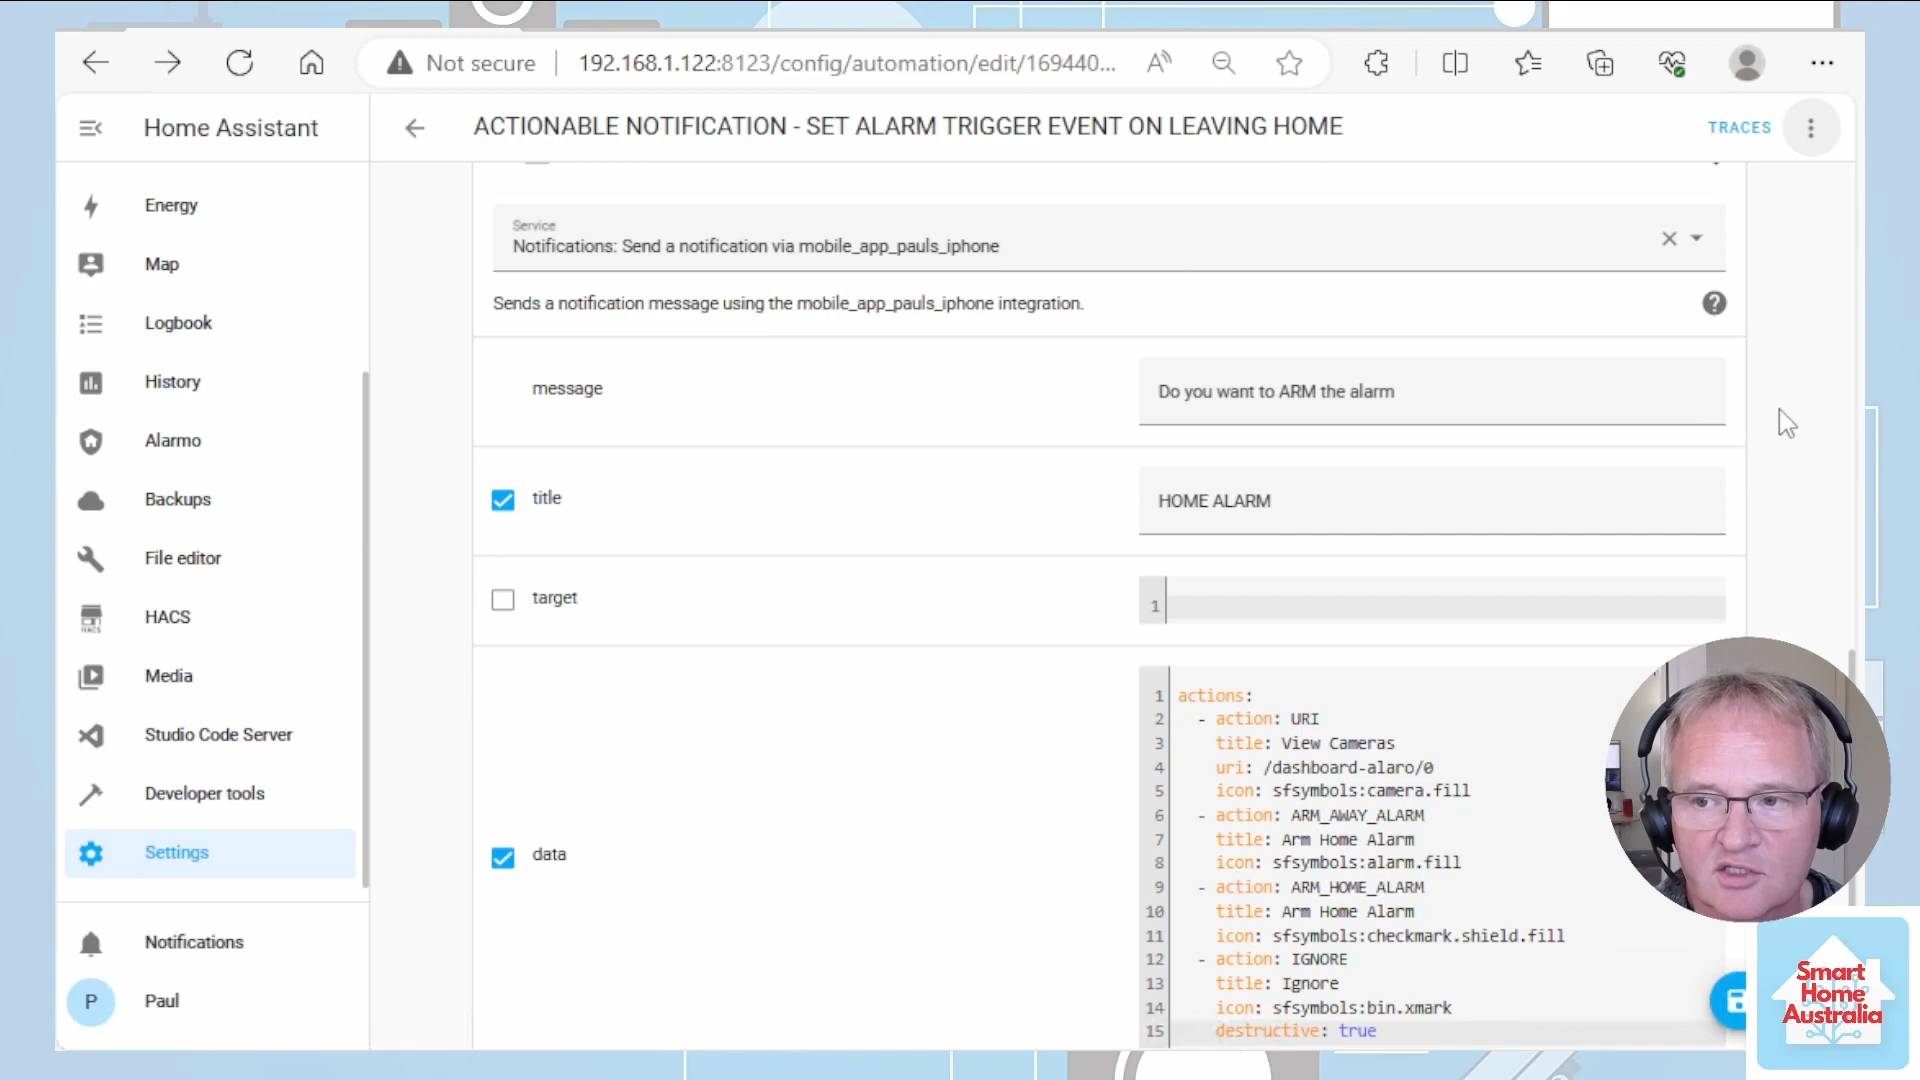 Not secure
192.168.1.122:8123/config/automation/edit/169440...
Home Assistant
ACTIONABLE NOTIFICATION - SET ALARM TRIGGER EVENT ON LEAVING HOME
TRACES
Energy
Map
Logbook
History
Alarmo
Backups
File editor
HACS
HACS
Media
Studio Code Server
Developer tools
Settings
Notifications
P
Paul
Service
Notifications: Send a notification via mobile_app_pauls_iphone
Sends a notification message using the mobile_app_pauls_iphone integration.
message
Do you want to ARM the alarm
title
HOME ALARM
target
1
data
1 actions:
2 - action: URI
3 title: View Cameras
4 uri: /dashboard-alaro/0
5 icon: sfsymbols:camera.fill
6 - action: ARM_AWAY_ALARM
7 title: Arm Home Alarm
8 icon: sfsymbols:alarm.fill
9 - action: ARM_HOME_ALARM
10 title: Arm Home Alarm
11 icon: sfsymbols:checkmark.shield.fill
12 - action: IGNORE
13 title: Ignore
14 icon: sfsymbols:bin.xmark
15 destructive: true
Smart
Home
Australia